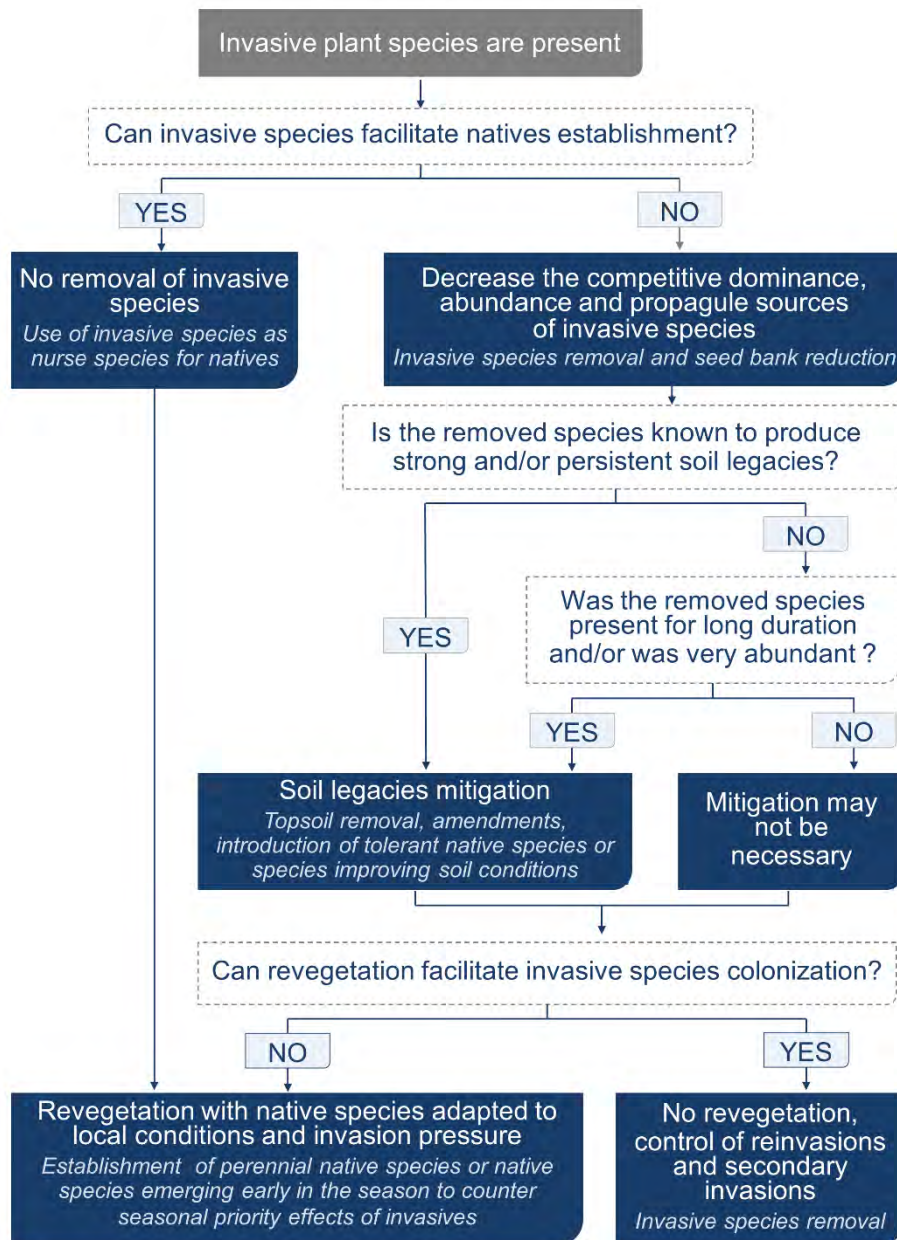 Invasive plant species are present
Can invasive species facilitate natives establishment?
YES
NO
No removal of invasive
species
Use of invasive species as
nurse species for natives
Decrease the competitive dominance,
abundance and propagule sources
of invasive species
Invasive species removal and seed bank reduction
Is the removed species known to produce
strong and/or persistent soil legacies?
NO
Was the removed species
present for long duration
and/or was very abundant ?
YES
YES
NO
Soil legacies mitigation
Topsoil removal, amendments,
introduction of tolerant native species or
species improving soil conditions
Mitigation may
not be
necessary
Can revegetation facilitate invasive species colonization?
NO
YES
Revegetation with native species adapted to
local conditions and invasion pressure
Establishment of perennial native species or native
species emerging early in the season to counter
seasonal priority effects of invasives
No revegetation,
control of reinvasions
and secondary
invasions
Invasive species removal